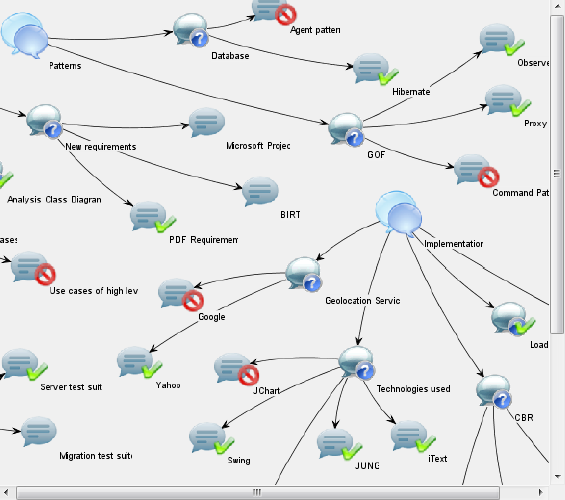 Agent patten
Patterns
Database
Observe
Hibernate
Proxy
New requirements
Microsoft Projec
GOF
Analysis Class Diagran
Command Pat
BIRT
PDF Requiremen
ases
Implementation
Use cases of high lev
Geolocation Servic
Google
Load
Server test suit
Yahoo
JChart
Technologies used
CBR
Migration test suite
Swing
JUNG
iText